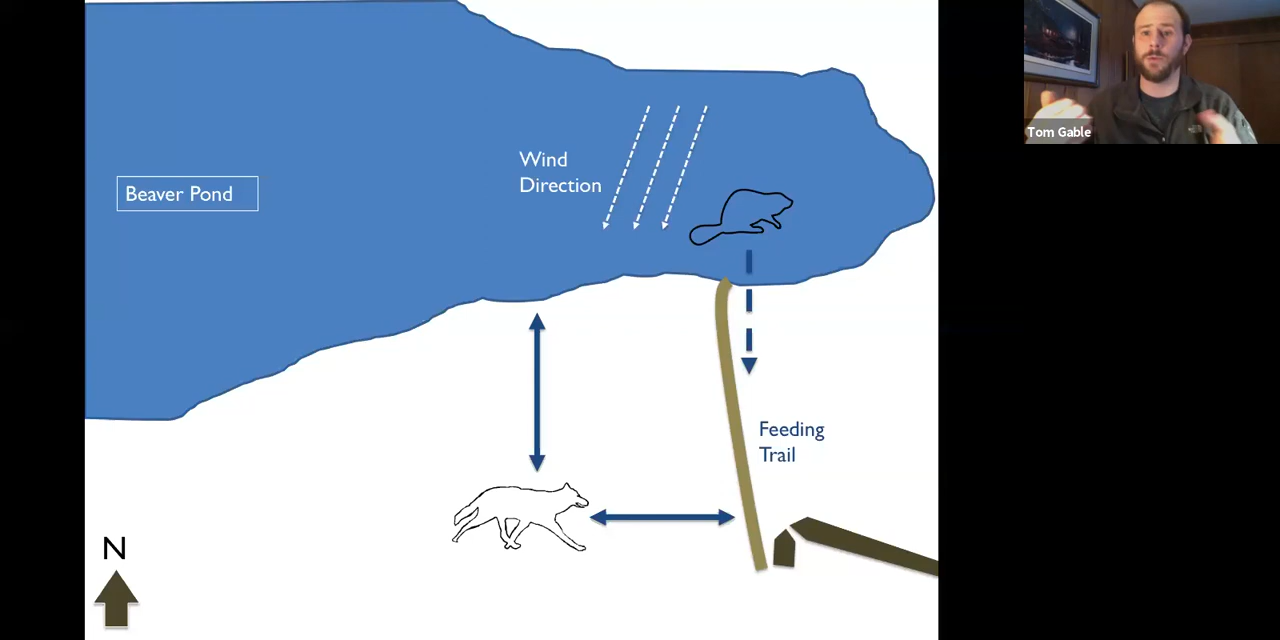 Tom Gable
Wind
Direction
Beaver Pond
Feeding
Trail
N